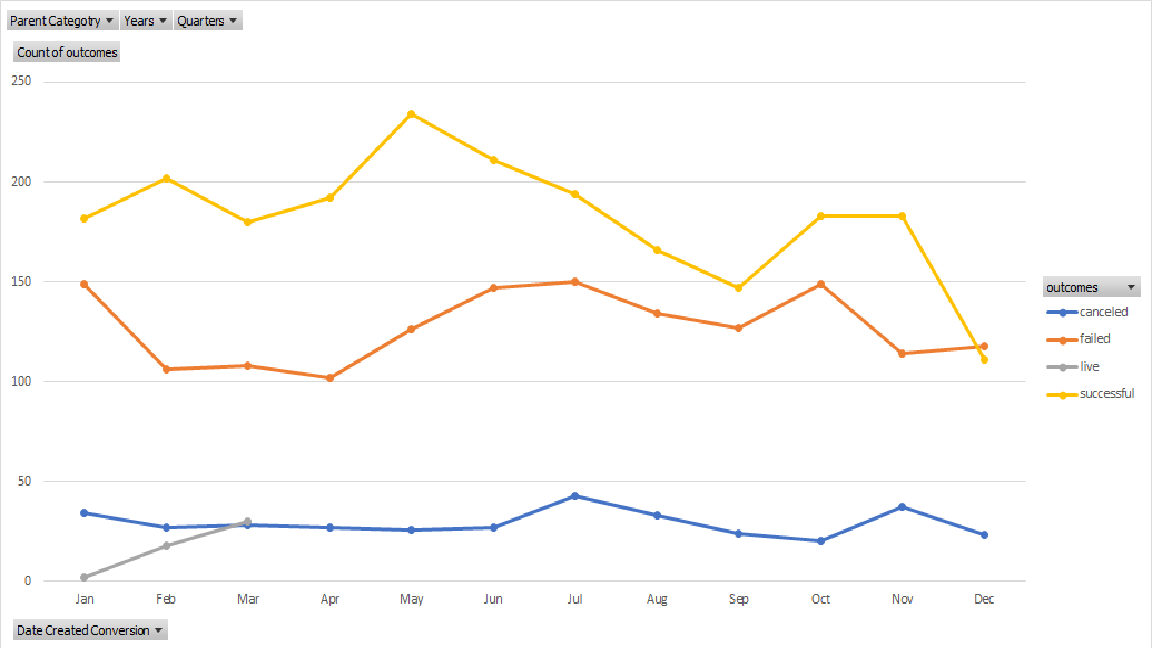 Parent Categotry Years Quarters
Count of outcomes
250
200
150
100
50
0
Jan Feb Mar Apr May Jun Jul Aug Sep Oct Nov Dec
Date Created Conversion
outcomes
canceled
failed
live
successful